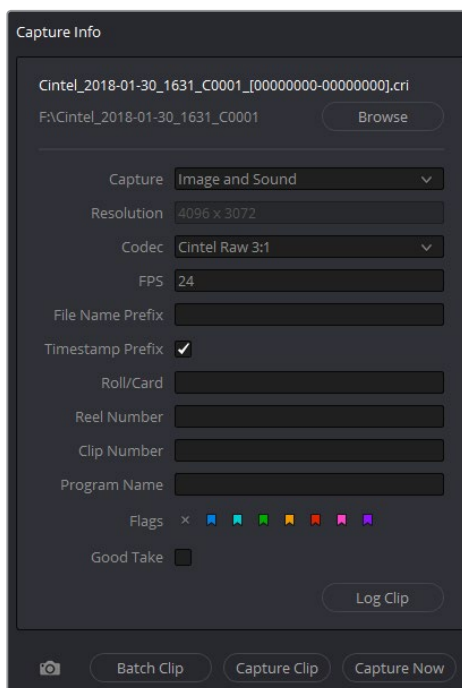 Capture Info
Cintel_2018-01-30_1631_C0001_[00000000-00000000].cri
F:\Cintel_2018-01-30_1631_C0001 Browse
Capture Image and Sound
Resolution 4096 x 3072
Codec Cintel Raw 3:1
FPS 24
File Name Prefix
Timestamp Prefix
Roll/Card
Reel Number
Clip Number
Program Name
Flags
Good Take
Log Clip
Batch Clip Capture Clip Capture Now